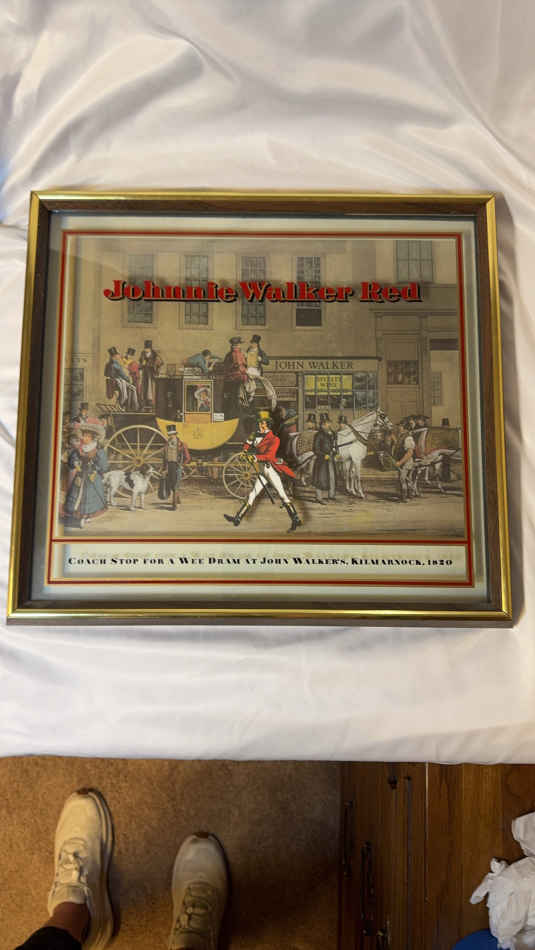 Johnnie Walker Red
JOHN WALKER
COACH STOP FOR A WEE DRAM AT JOHN WALKER'S, KILMARNOCK, 1820